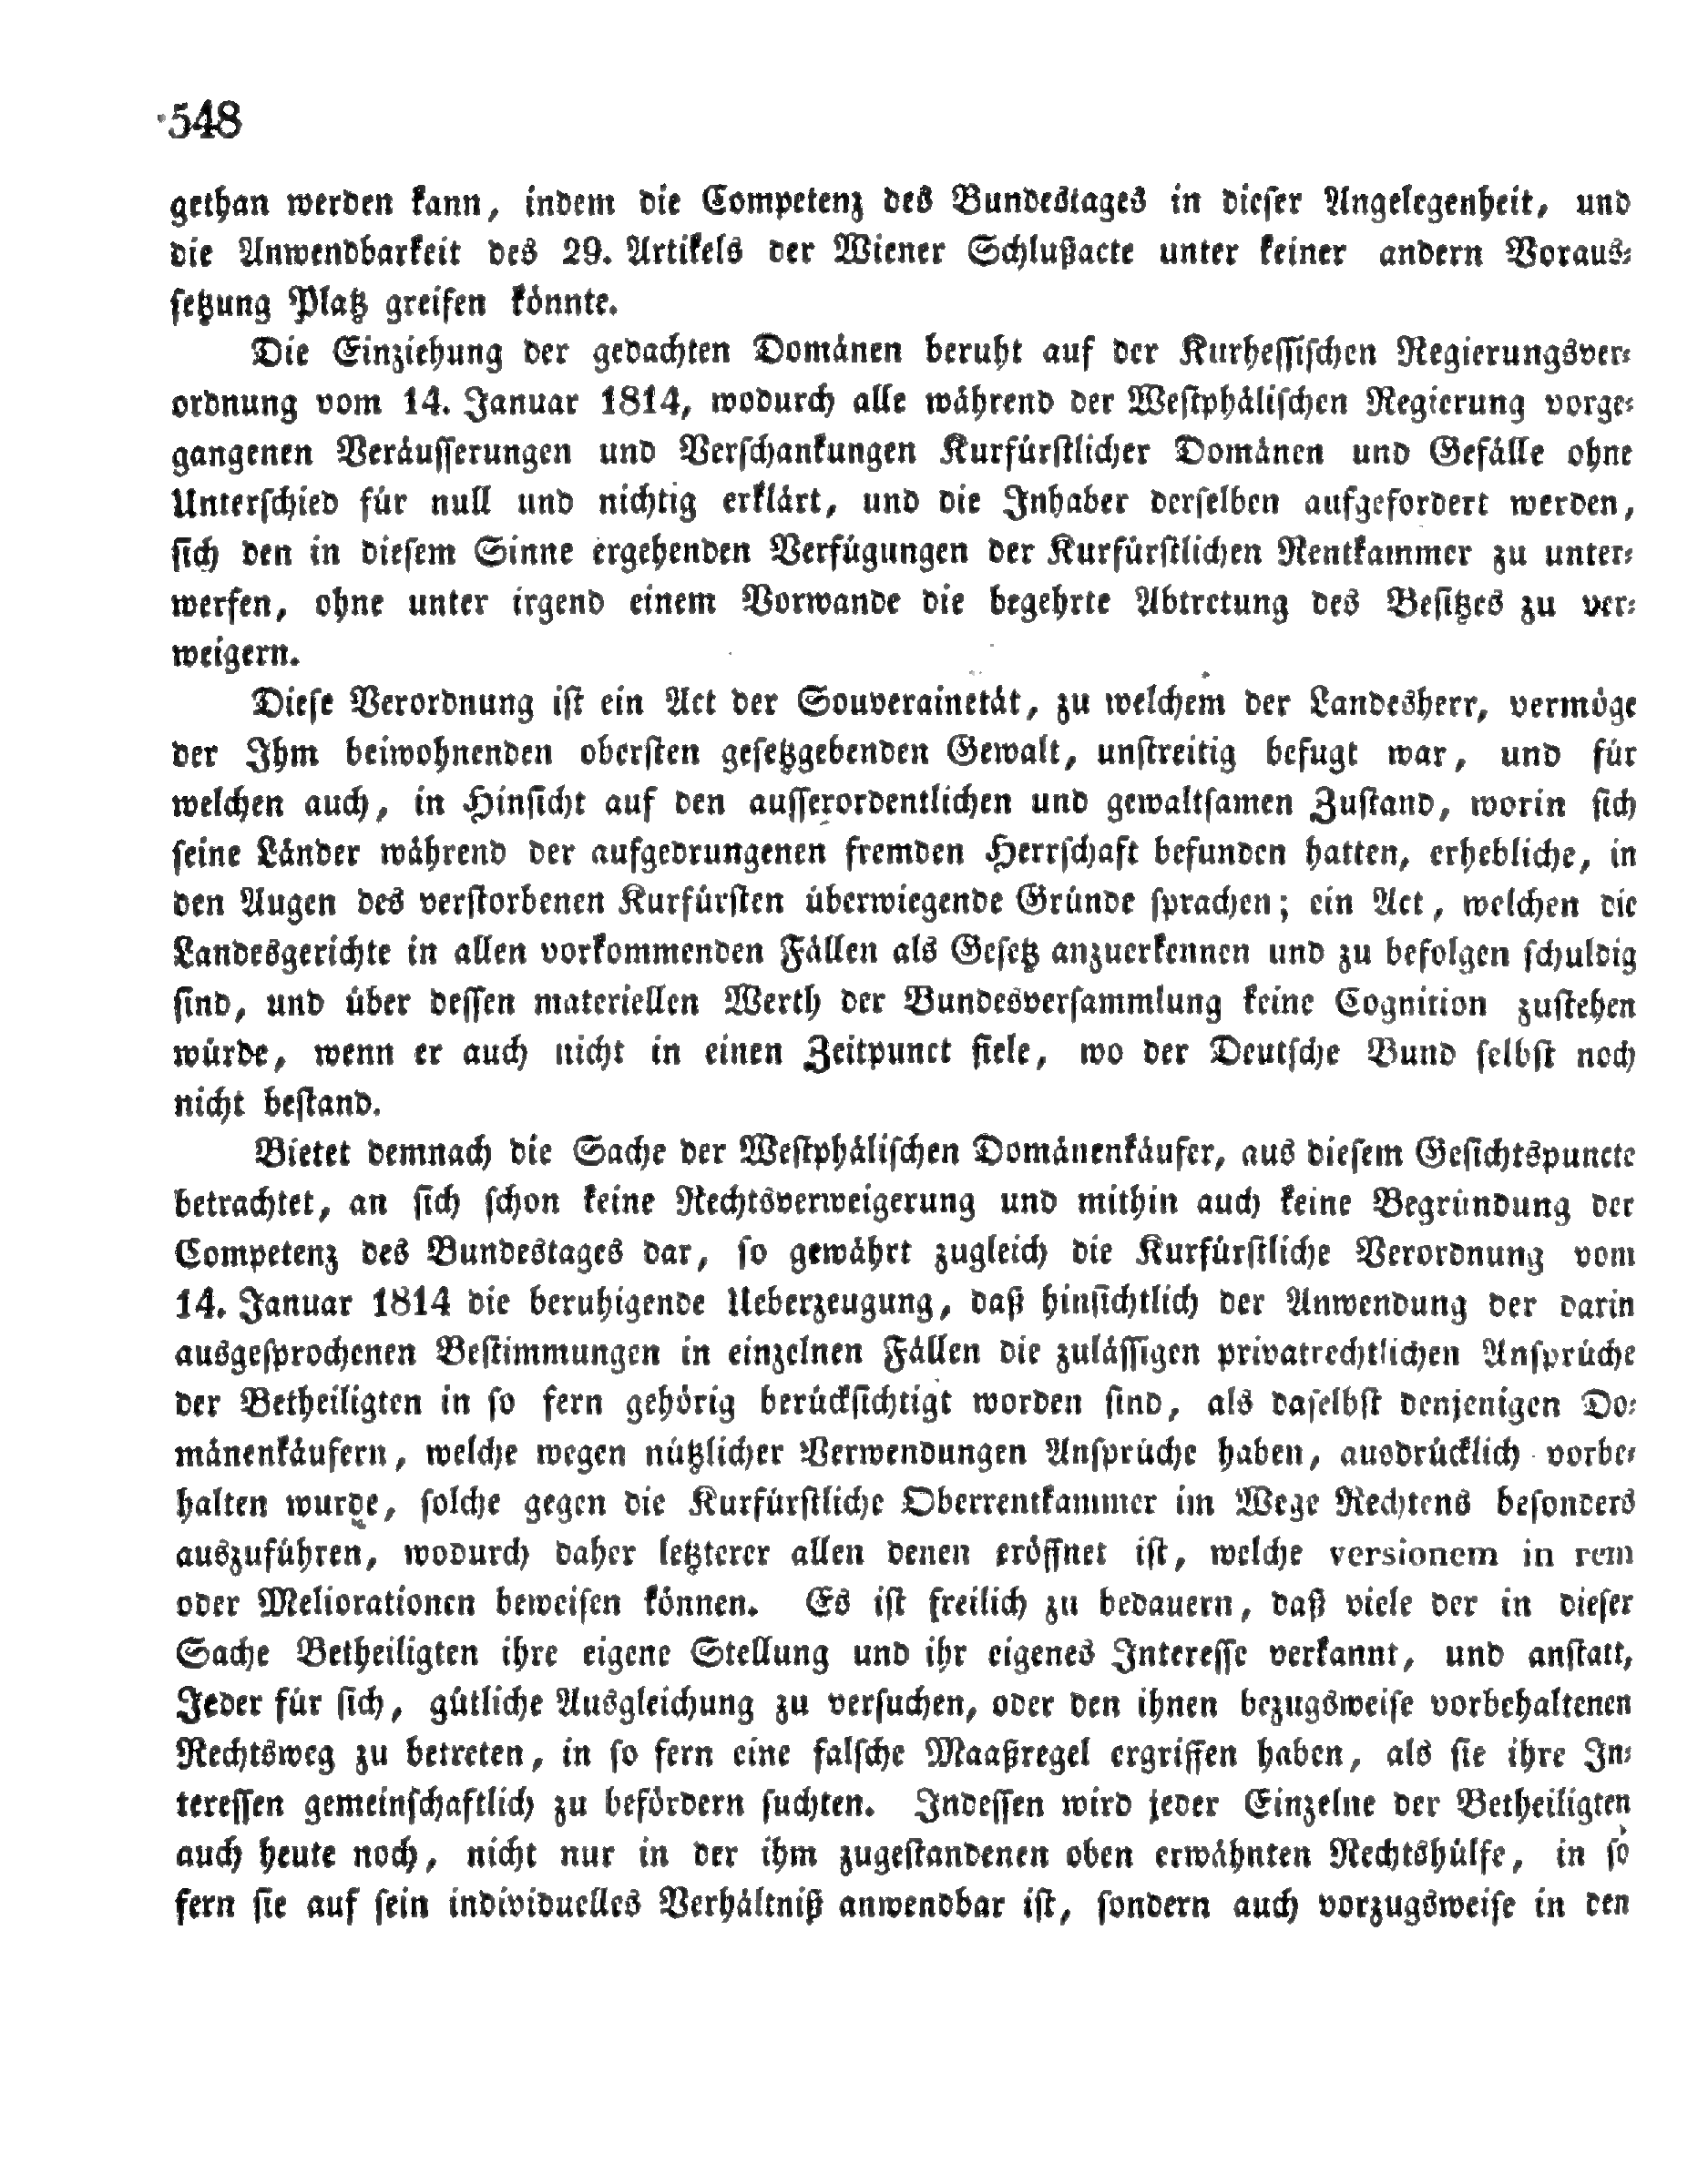 548
gethan werden kann, indem die Competenz des Bundestages in dieser Angelegenheit, und
die Anwendbarkeit des 29. Artikels der Wiener Schlußacte unter keiner andern Voraus-
setzung Platz greifen könnte.
Die Einziehung der gedachten Domänen beruht auf der Kurhessischen Regierungsver-
ordnung vom 14. Januar 1814, wodurch alle während der Westphälischen Regierung vorge-
gangenen Veräusserungen und Verschankungen Kurfürstlicher Domänen und Gefälle ohne
Unterschied für null und nichtig erklärt, und die Inhaber derselben aufgefordert werden,
sich den in diesem Sinne ergehenden Verfügungen der Kurfürstlichen Rentkammer zu unter-
werfen, ohne unter irgend einem Vorwande die begehrte Abtretung des Besitzes zu ver-
weigern.
Diese Verordnung ist ein Act der Souverainetät, zu welchem der Landesherr, vermöge
der Ihm beiwohnenden obersten gesetzgebenden Gewalt, unstreitig befugt war, und für
welchen auch, in Hinsicht auf den ausserordentlichen und gewaltsamen Zustand, worin sich
seine Länder während der aufgedrungenen fremden Herrschaft befunden hatten, erhebliche, in
den Augen des verstorbenen Kurfürsten überwiegende Gründe sprachen; ein Act, welchen die
Landesgerichte in allen vorkommenden Fällen als Gesetz anzuerkennen und zu befolgen schuldig
sind, und über dessen materiellen Werth der Bundesversammlung keine Cognition zustehen
würde, wenn er auch nicht in einen Zeitpunct fiele, wo der Deutsche Bund selbst noch
nicht bestand.
Bietet demnach die Sache der Westphälischen Domänenkäufer, aus diesem Gesichtspuncte
betrachtet, an sich schon keine Rechtsverweigerung und mithin auch keine Begründung der
Competenz des Bundestages dar, so gewährt zugleich die Kurfürstliche Verordnung vom
14. Januar 1814 die beruhigende Ueberzeugung, daß hinsichtlich der Anwendung der darin
ausgesprochenen Bestimmungen in einzelnen Fällen die zulässigen privatrechtlichen Ansprüche
der Betheiligten in so fern gehörig berücksichtigt worden sind, als daselbst denjenigen Do-
mänenkäufern, welche wegen nützlicher Verwendungen Ansprüche haben, ausdrücklich vorbe-
halten wurde, solche gegen die Kurfürstliche Oberrentkammer im Wege Rechtens besonders
auszuführen, wodurch daher letzterer allen denen eröffnet ist, welche versionem in rem
oder Meliorationen beweisen können. Es ist freilich zu bedauern, daß viele der in dieser
Sache Betheiligten ihre eigene Stellung und ihr eigenes Interesse verkannt, und anstatt,
Jeder für sich, gütliche Ausgleichung zu versuchen, oder den ihnen bezugsweise vorbehaltenen
Rechtsweg zu betreten, in so fern eine falsche Maaßregel ergriffen haben, als sie ihre In-
teressen gemeinschaftlich zu befördern suchten. Indessen wird jeder Einzelne der Betheiligten
auch heute noch, nicht nur in der ihm zugestandenen oben erwähnten Rechtshülfe, in so
fern sie auf sein individuelles Verhältniß anwendbar ist, sondern auch vorzugsweise in den